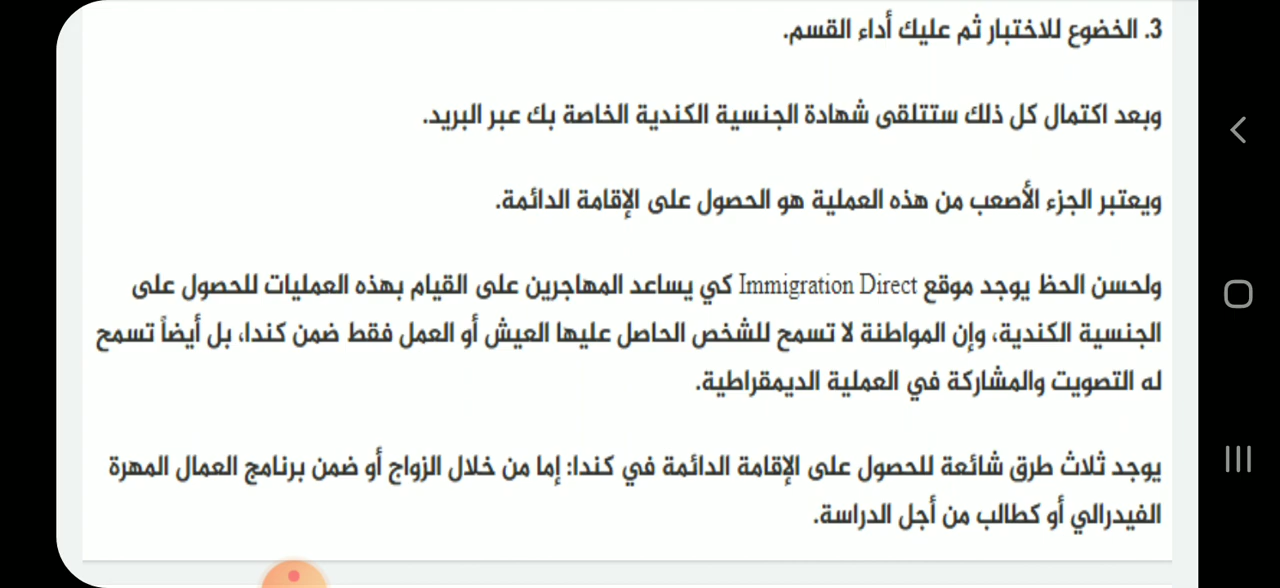 3. الخضوع للاختبار ثم عليك أداء القسم.
وبعد اكتمال كل ذلك ستتلقى شهادة الجنسية الكندية الخاصة بك عبر البريد.
ويعتبر الجزء الأصعب من هذه العملية هو الحصول على الإقامة الدائمة.
ولحسن الحظ يوجد موقع Immigration Direct كي يساعد المهاجرين على القيام بهذه العمليات للحصول على
الجنسية الكندية، وإن المواطنة لا تسمح للشخص الحاصل عليها العيش أو العمل فقط ضمن كندا، بل أيضاً تسمح
له التصويت والمشاركة في العملية الديمقراطية.
يوجد ثلاث طرق شائعة للحصول على الإقامة الدائمة في كندا: إما من خلال الزواج أو ضمن برنامج العمال المهرة
الفيدرالي أو كطالب من أجل الدراسة.